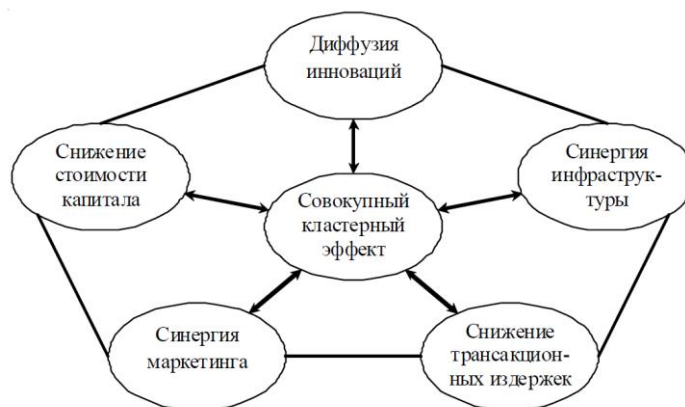 Диффузия
инноваций
Снижение
стоимости
капитала
Синергия
инфраструк-
туры
Совокупный
кластерный
эффект
Синергия
маркетинга
Снижение
трансакцион-
ных издержек